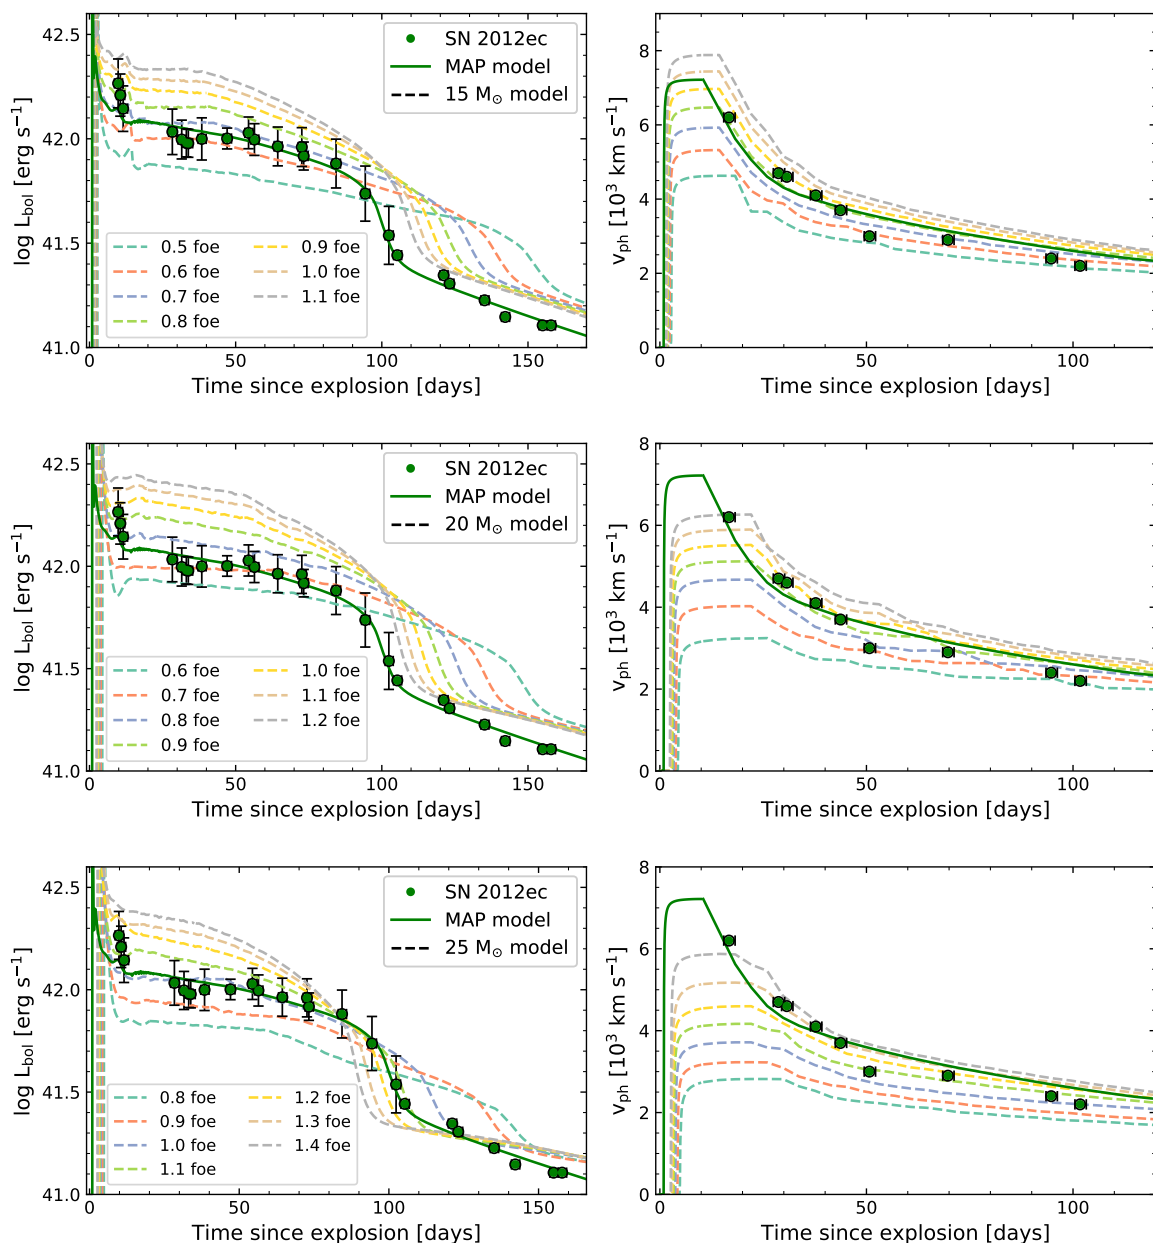 42.5
42.0
41.5
41.0
log L_bol [erg s⁻¹]
SN 2012ec
MAP model
15 M⊙ model
0.5 foe
0.6 foe
0.7 foe
0.8 foe
0.9 foe
1.0 foe
1.1 foe
0 50 100 150
Time since explosion [days]
8
6
4
2
0
v_ph [10³ km s⁻¹]
0 50 100
Time since explosion [days]
42.5
42.0
41.5
41.0
log L_bol [erg s⁻¹]
SN 2012ec
MAP model
20 M⊙ model
0.6 foe
0.7 foe
0.8 foe
0.9 foe
1.0 foe
1.1 foe
1.2 foe
0 50 100 150
Time since explosion [days]
8
6
4
2
0
v_ph [10³ km s⁻¹]
0 50 100
Time since explosion [days]
42.5
42.0
41.5
41.0
log L_bol [erg s⁻¹]
SN 2012ec
MAP model
25 M⊙ model
0.8 foe
0.9 foe
1.0 foe
1.1 foe
1.2 foe
1.3 foe
1.4 foe
0 50 100 150
Time since explosion [days]
8
6
4
2
0
v_ph [10³ km s⁻¹]
0 50 100
Time since explosion [days]